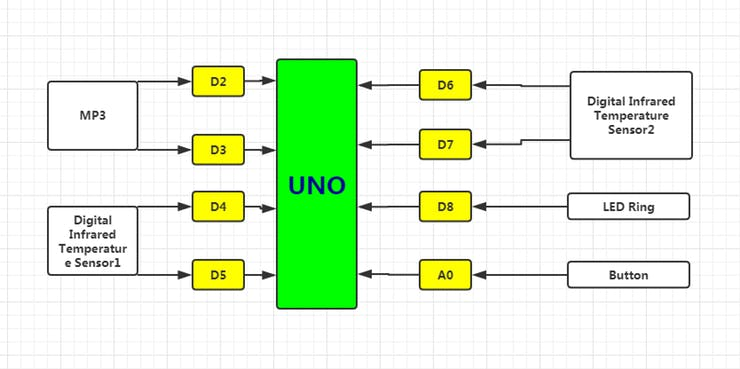 MP3
D2
D3
Digital
Infrared
Temperatur
e Sensor1
D4
D5
UNO
D6
D7
Digital Infrared
Temperature
Sensor2
D8
LED Ring
A0
Button